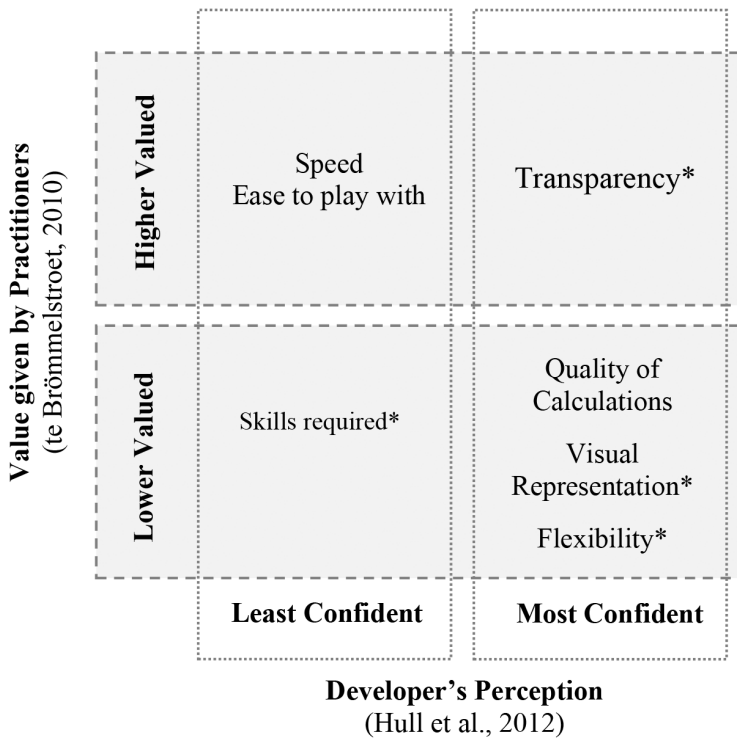 Value given by Practitioners
(te Brömmelstroet, 2010)
Higher Valued
Speed
Ease to play with
Transparency*
Lower Valued
Skills required*
Quality of
Calculations
Visual
Representation*
Flexibility*
Least Confident
Most Confident
Developer’s Perception
(Hull et al., 2012)